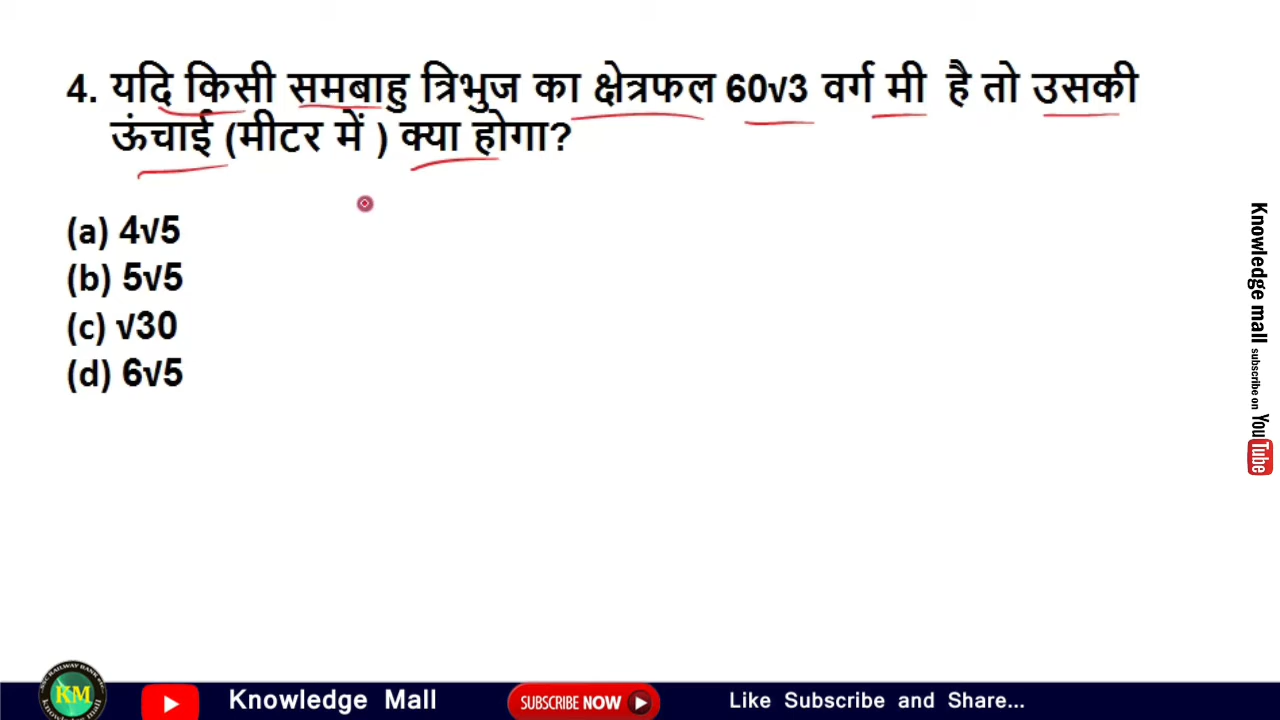 4. यदि किसी समबाहु त्रिभुज का क्षेत्रफल 60√3 वर्ग मी है तो उसकी
ऊंचाई (मीटर में ) क्या होगा?
(a) 4√5
(b) 5√5
(c) √30
(d) 6√5
Knowledge mall subscribe on YouTube
KM
Knowledge Mall
SUBSCRIBE NOW
Like Subscribe and Share...